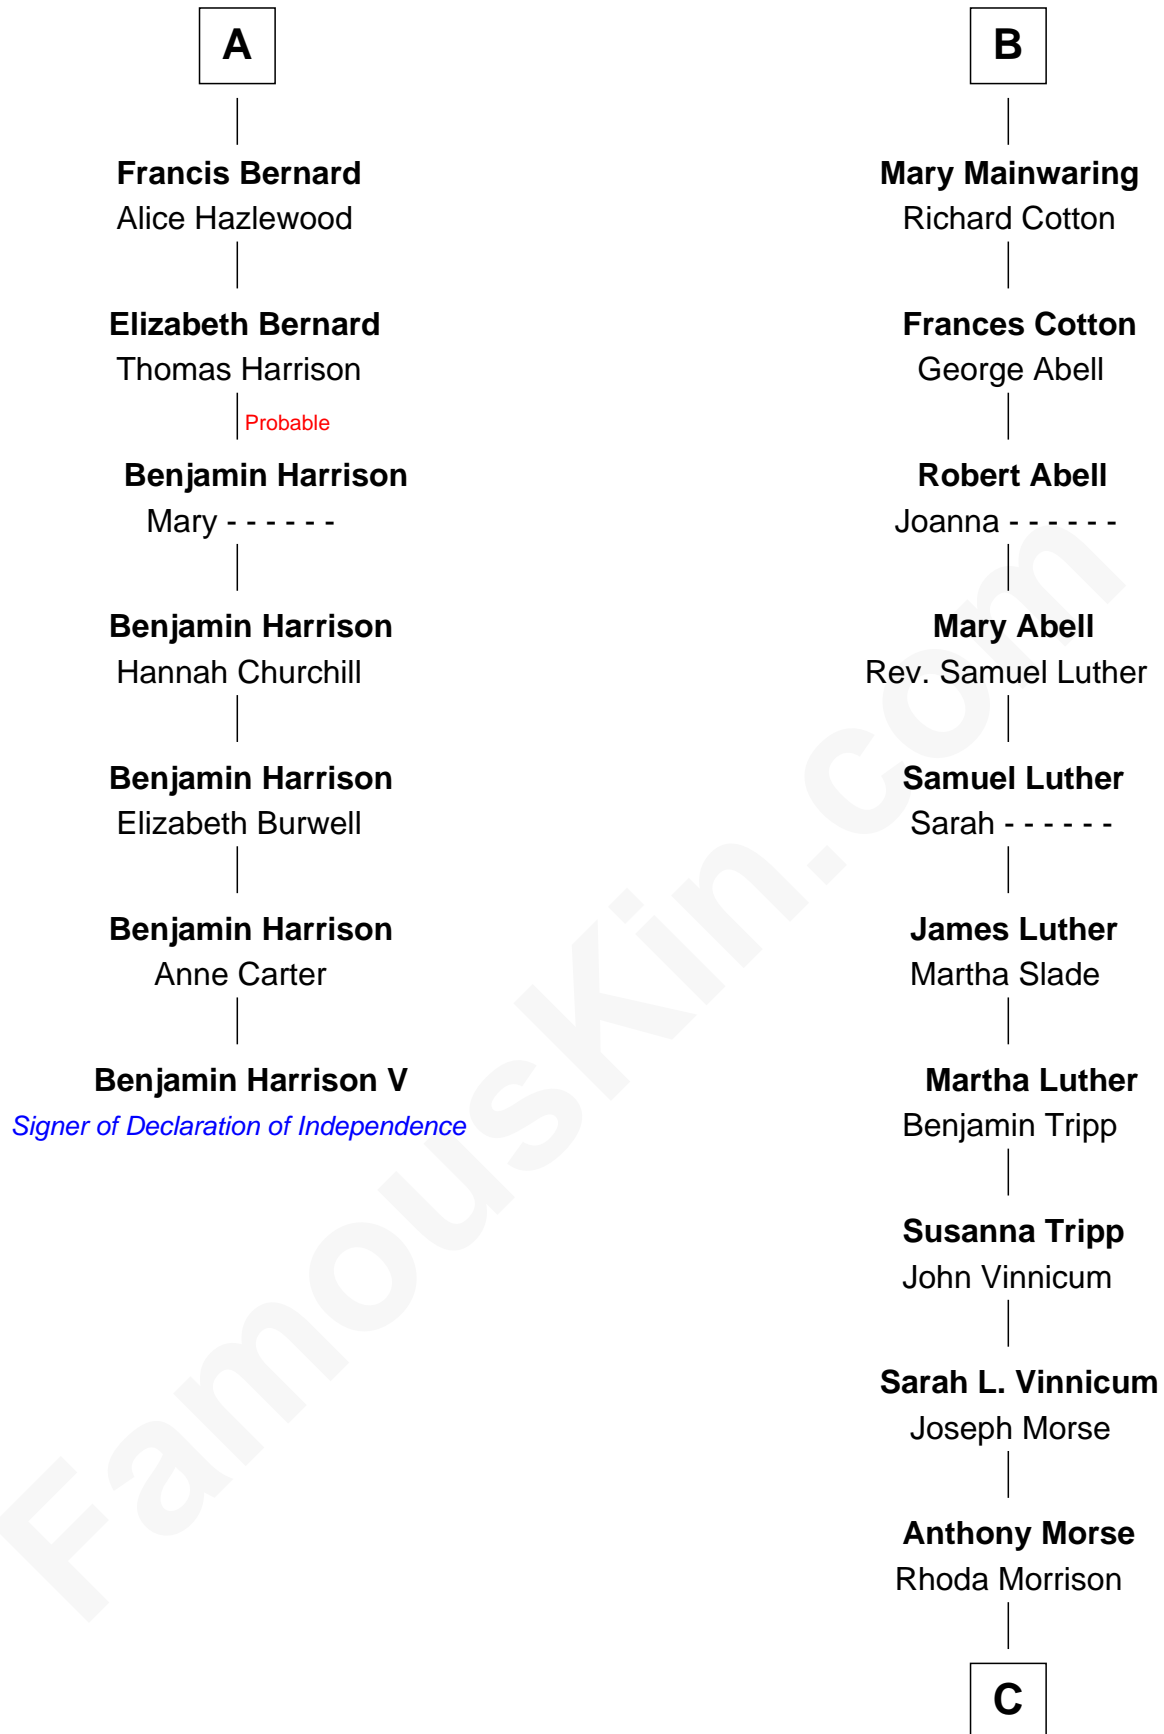 A
Francis Bernard
Alice Hazlewood
Elizabeth Bernard
Thomas Harrison
Probable
Benjamin Harrison
Mary - - - - - -
Benjamin Harrison
Hannah Churchill
Benjamin Harrison
Elizabeth Burwell
Benjamin Harrison
Anne Carter
Benjamin Harrison V
Signer of Declaration of Independence
B
Mary Mainwaring
Richard Cotton
Frances Cotton
George Abell
Robert Abell
Joanna - - - - - -
Mary Abell
Rev. Samuel Luther
Samuel Luther
Sarah - - - - - -
James Luther
Martha Slade
Martha Luther
Benjamin Tripp
Susanna Tripp
John Vinnicum
Sarah L. Vinnicum
Joseph Morse
Anthony Morse
Rhoda Morrison
C
FamousKin.com